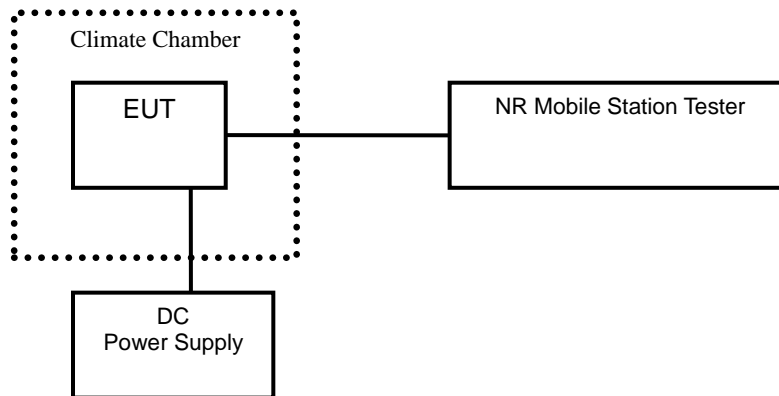 Climate Chamber
EUT
NR Mobile Station Tester
DC
Power Supply